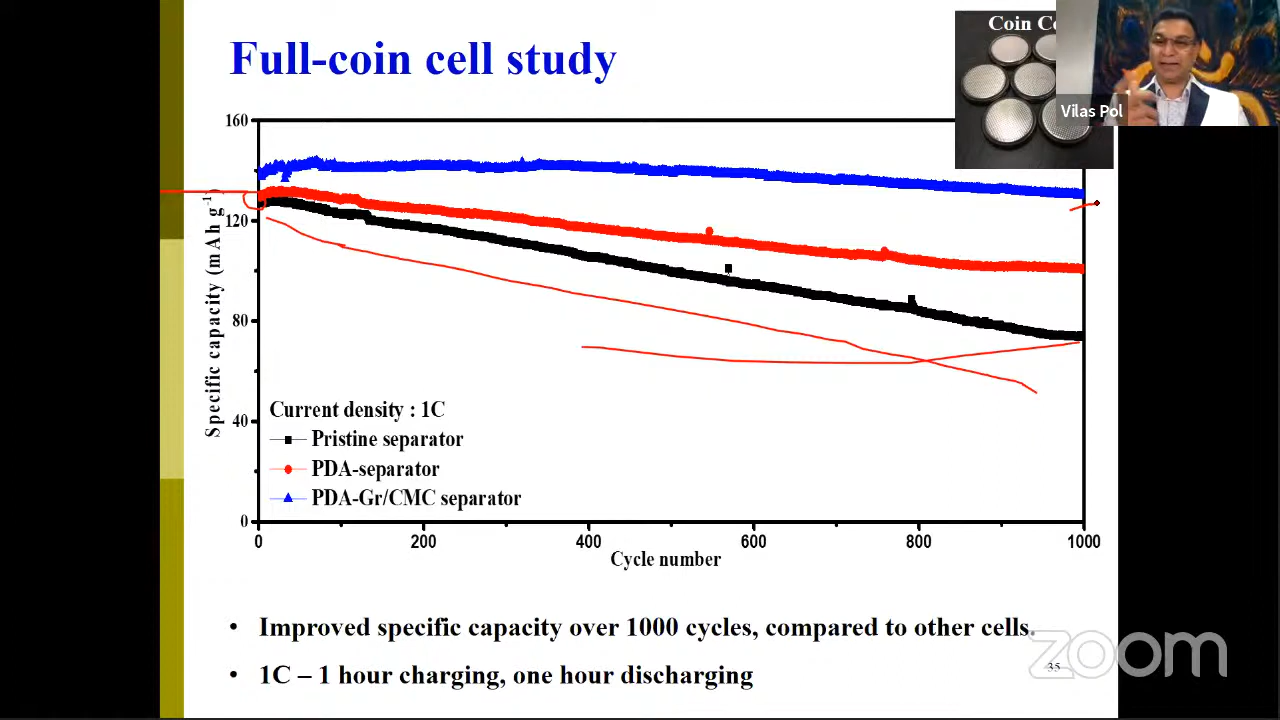 Full-coin cell study
Coin Ce
Vilas Pol
160
120
80
40
0
Specific capacity (mAh g⁻¹)
Current density : 1C
Pristine separator
PDA-separator
PDA-Gr/CMC separator
0 200 400 600 800 1000
Cycle number
• Improved specific capacity over 1000 cycles, compared to other cells.
• 1C – 1 hour charging, one hour discharging
35
zoom